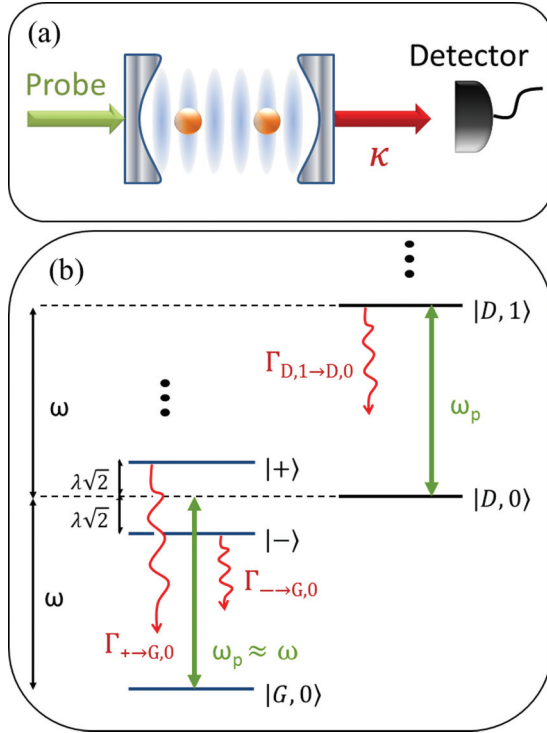 (a)
Probe
Detector
κ
(b)
|D, 1⟩
Γ_{D,1→D,0}
ω
ω_p
λ√2
|+⟩
|D, 0⟩
λ√2
|−⟩
Γ_{−→G,0}
ω
Γ_{+→G,0}
ω_p ≈ ω
|G, 0⟩